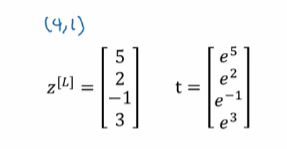 (4,1)
z^[L] = [5 2 −1 3] t = [e^5 e^2 e^−1 e^3]